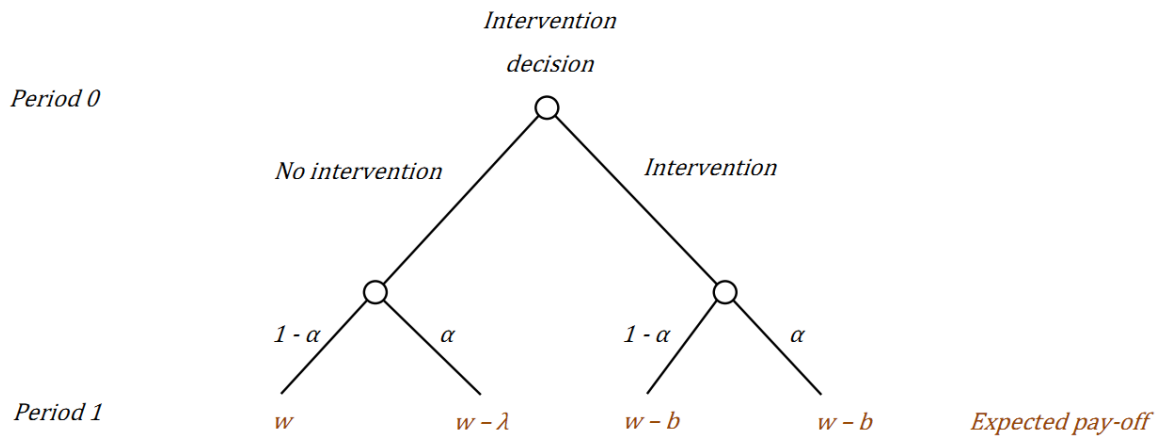 Intervention
decision
Period 0
No intervention
Intervention
1 - α
α
1 - α
α
Period 1
w
w – λ
w – b
w – b
Expected pay-off